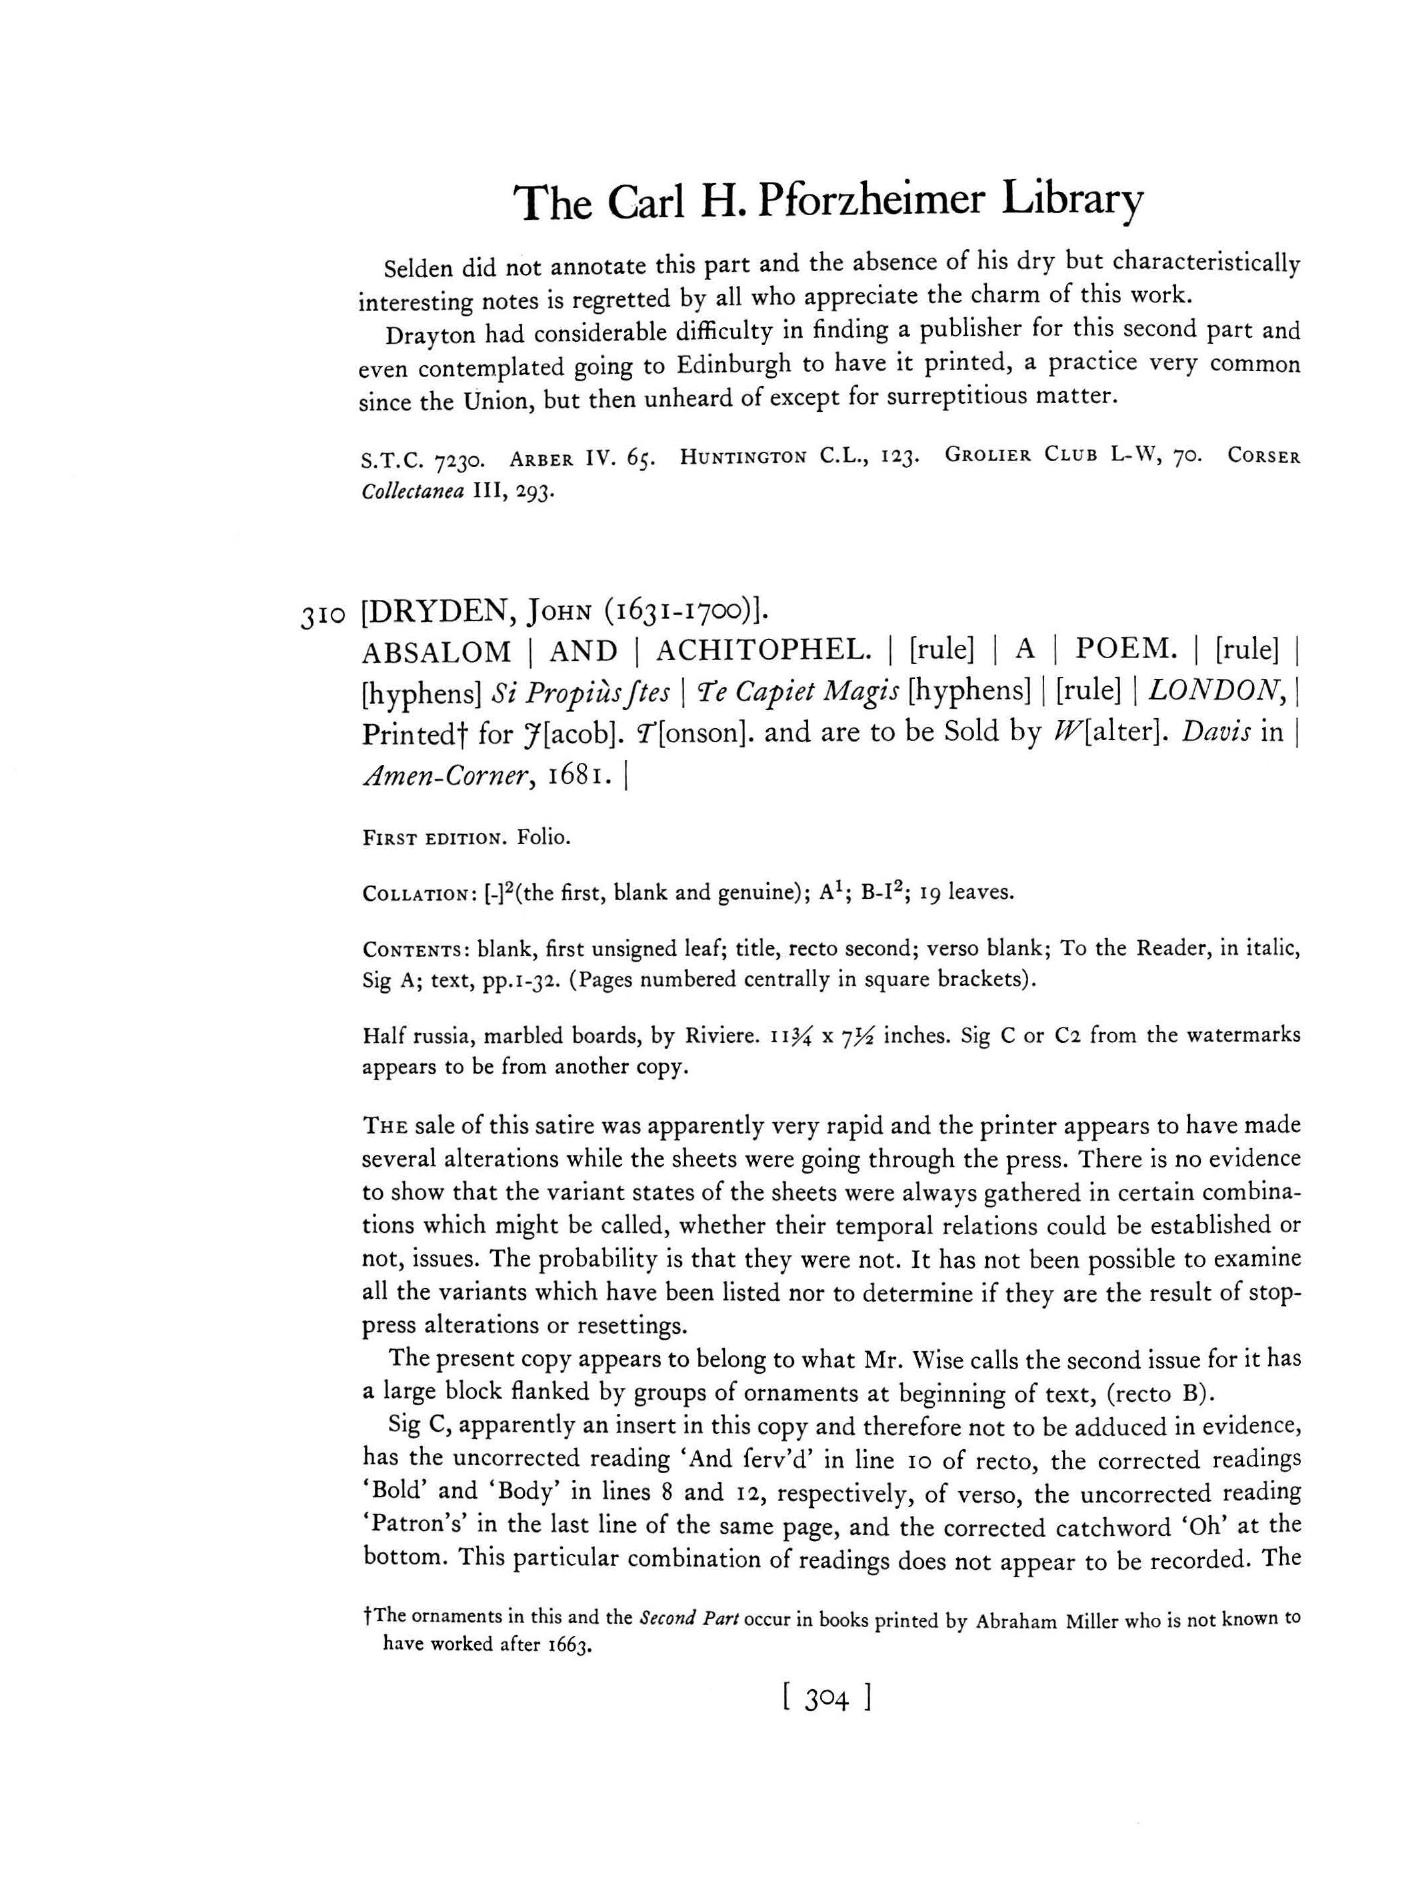 The Carl H. Pforzheimer Library
Selden did not annotate this part and the absence of his dry but characteristically
interesting notes is regretted by all who appreciate the charm of this work.
Drayton had considerable difficulty in finding a publisher for this second part and
even contemplated going to Edinburgh to have it printed, a practice very common
since the Union, but then unheard of except for surreptitious matter.
S.T.C. 7230. Arber IV. 65. Huntington C.L., 123. Grolier Club L-W, 70. Corser
Collectanea III, 293.
310 [DRYDEN, John (1631-1700)].
ABSALOM | AND | ACHITOPHEL. | [rule] | A | POEM. | [rule] |
[hyphens] Si Propiùs ſtes | Te Capiet Magis [hyphens] | [rule] | LONDON, |
Printed† for J[acob]. T[onson]. and are to be Sold by W[alter]. Davis in |
Amen-Corner, 1681. |
First edition. Folio.
Collation: [-]²(the first, blank and genuine); A¹; B-I²; 19 leaves.
Contents: blank, first unsigned leaf; title, recto second; verso blank; To the Reader, in italic,
Sig A; text, pp.1-32. (Pages numbered centrally in square brackets).
Half russia, marbled boards, by Riviere. 11¾ x 7½ inches. Sig C or C2 from the watermarks
appears to be from another copy.
The sale of this satire was apparently very rapid and the printer appears to have made
several alterations while the sheets were going through the press. There is no evidence
to show that the variant states of the sheets were always gathered in certain combina-
tions which might be called, whether their temporal relations could be established or
not, issues. The probability is that they were not. It has not been possible to examine
all the variants which have been listed nor to determine if they are the result of stop-
press alterations or resettings.
The present copy appears to belong to what Mr. Wise calls the second issue for it has
a large block flanked by groups of ornaments at beginning of text, (recto B).
Sig C, apparently an insert in this copy and therefore not to be adduced in evidence,
has the uncorrected reading ‘And ſerv’d’ in line 10 of recto, the corrected readings
‘Bold’ and ‘Body’ in lines 8 and 12, respectively, of verso, the uncorrected reading
‘Patron’s’ in the last line of the same page, and the corrected catchword ‘Oh’ at the
bottom. This particular combination of readings does not appear to be recorded. The
†The ornaments in this and the Second Part occur in books printed by Abraham Miller who is not known to
have worked after 1663.
[ 304 ]